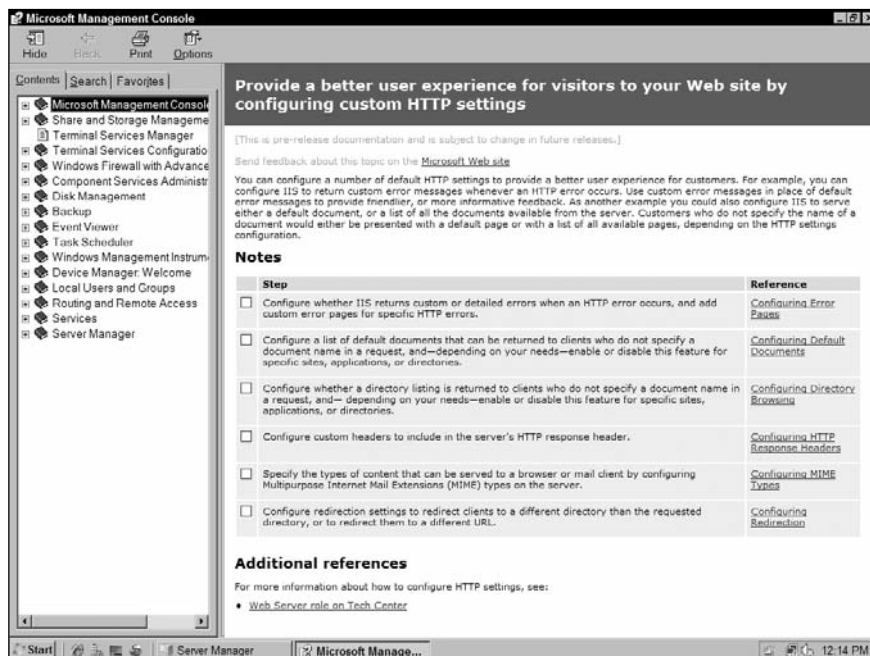 Microsoft Management Console
Hide
Back
Print
Options
Contents
Search
Favorites
Microsoft Management Consol
Share and Storage Manageme
Terminal Services Manager
Terminal Services Configuratio
Windows Firewall with Advance
Component Services Administr
Disk Management
Backup
Event Viewer
Task Scheduler
Windows Management Instrum
Device Manager: Welcome
Local Users and Groups
Routing and Remote Access
Services
Server Manager
Provide a better user experience for visitors to your Web site by
configuring custom HTTP settings
[This is pre-release documentation and is subject to change in future releases.]
Send feedback about this topic on the Microsoft Web site
You can configure a number of default HTTP settings to provide a better user experience for customers. For example, you can
configure IIS to return custom error messages whenever an HTTP error occurs. Use custom error messages in place of default
error messages to provide friendlier, or more informative feedback. As another example you could also configure IIS to serve
either a default document, or a list of all the documents available from the server. Customers who do not specify the name of a
document would either be presented with a default page or with a list of all available pages, depending on the HTTP settings
configuration.
Notes
Step Reference
Configure whether IIS returns custom or detailed errors when an HTTP error occurs, and add
custom error pages for specific HTTP errors.
Configuring Error
Pages
Configure a list of default documents that can be returned to clients who do not specify a
document name in a request, and—depending on your needs—enable or disable this feature for
specific sites, applications, or directories.
Configuring Default
Documents
Configure whether a directory listing is returned to clients who do not specify a document name in
a request, and— depending on your needs—enable or disable this feature for specific sites,
applications, or directories.
Configuring Directory
Browsing
Configure custom headers to include in the server's HTTP response header.
Configuring HTTP
Response Headers
Specify the types of content that can be served to a browser or mail client by configuring
Multipurpose Internet Mail Extensions (MIME) types on the server.
Configuring MIME
Types
Configure redirection settings to redirect clients to a different directory than the requested
directory, or to redirect them to a different URL.
Configuring
Redirection
Additional references
For more information about how to configure HTTP settings, see:
• Web Server role on Tech Center
Start
Server Manager
Microsoft Manage...
12:14 PM